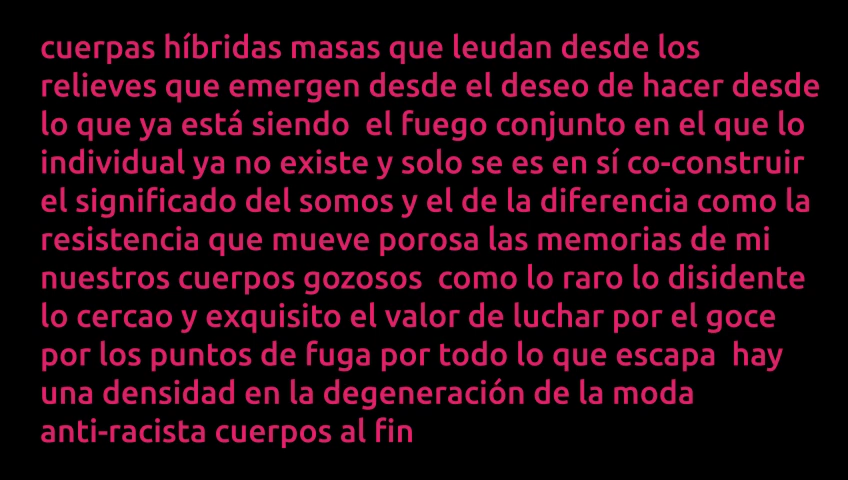 cuerpas híbridas masas que leudan desde los
relieves que emergen desde el deseo de hacer desde
lo que ya está siendo  el fuego conjunto en el que lo
individual ya no existe y solo se es en sí co-construir
el significado del somos y el de la diferencia como la
resistencia que mueve porosa las memorias de mi
nuestros cuerpos gozosos  como lo raro lo disidente
lo cercao y exquisito el valor de luchar por el goce
por los puntos de fuga por todo lo que escapa  hay
una densidad en la degeneración de la moda
anti-racista cuerpos al fin